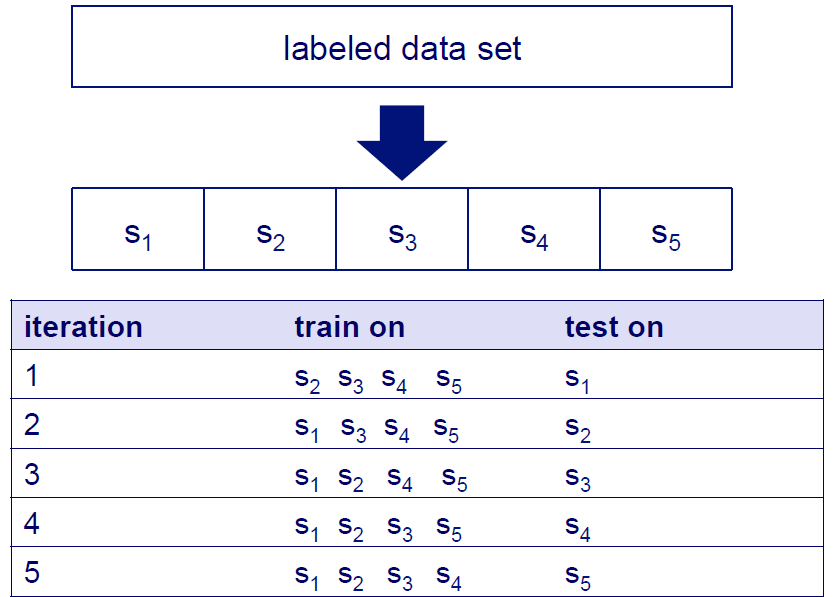 labeled data set
s₁ s₂ s₃ s₄ s₅
iteration train on test on
1 s₂ s₃ s₄ s₅ s₁
2 s₁ s₃ s₄ s₅ s₂
3 s₁ s₂ s₄ s₅ s₃
4 s₁ s₂ s₃ s₅ s₄
5 s₁ s₂ s₃ s₄ s₅